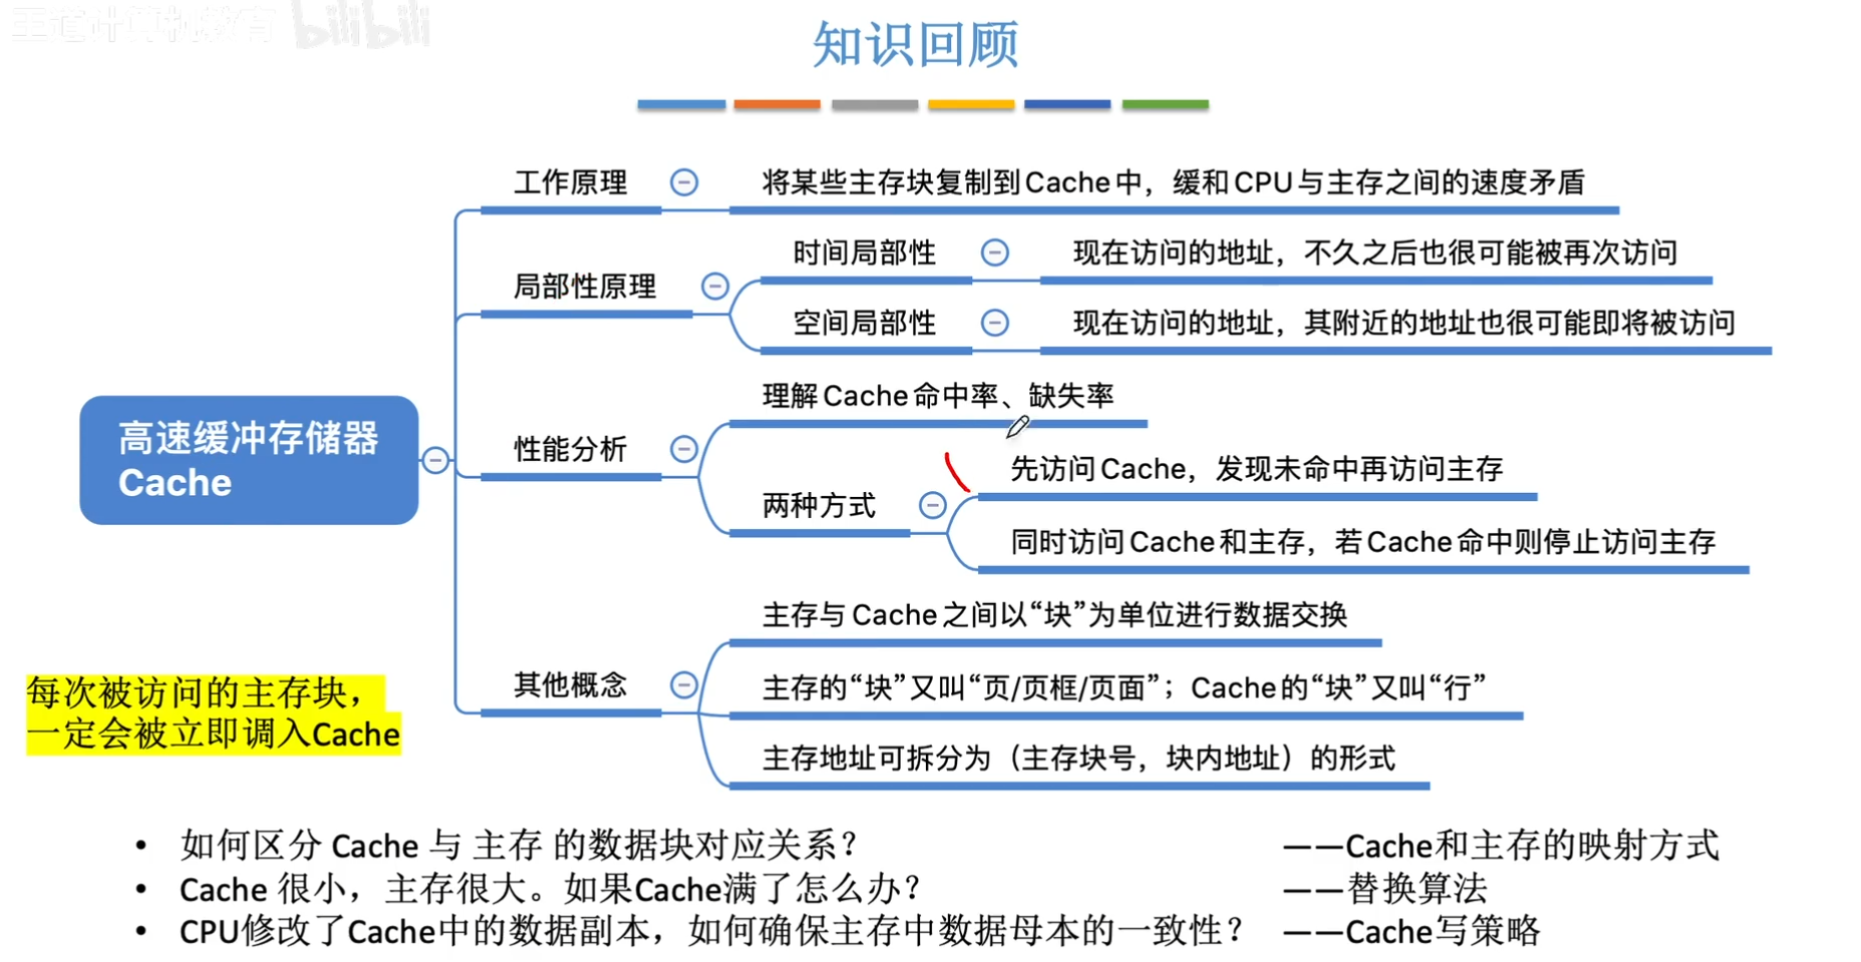 王道计算机教育 bilibili
知识回顾
工作原理
将某些主存块复制到Cache中，缓和CPU与主存之间的速度矛盾
局部性原理
时间局部性
现在访问的地址，不久之后也很可能被再次访问
空间局部性
现在访问的地址，其附近的地址也很可能即将被访问
高速缓冲存储器
Cache
性能分析
理解Cache命中率、缺失率
两种方式
先访问Cache，发现未命中再访问主存
同时访问Cache和主存，若Cache命中则停止访问主存
其他概念
主存与Cache之间以“块”为单位进行数据交换
主存的“块”又叫“页/页框/页面”；Cache的“块”又叫“行”
主存地址可拆分为（主存块号，块内地址）的形式
每次被访问的主存块，
一定会被立即调入Cache
• 如何区分 Cache 与 主存 的数据块对应关系？ ——Cache和主存的映射方式
• Cache 很小，主存很大。如果Cache满了怎么办？ ——替换算法
• CPU修改了Cache中的数据副本，如何确保主存中数据母本的一致性？ ——Cache写策略